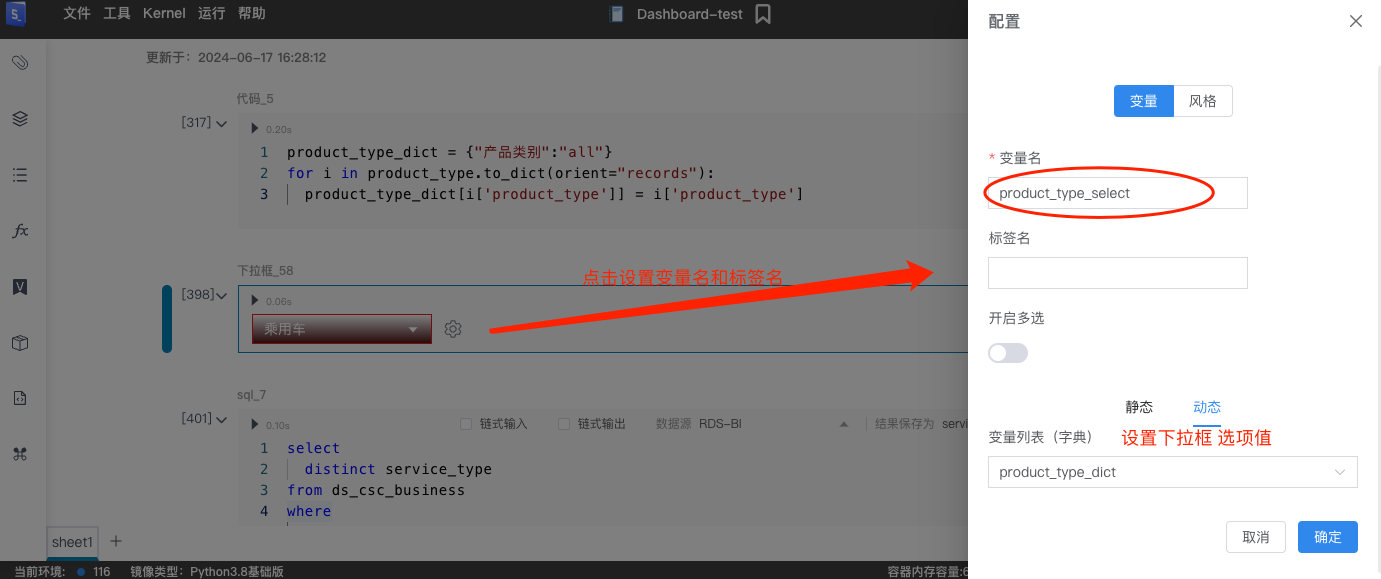 文件 工具 Kernel 运行 帮助
Dashboard-test
更新于：2024-06-17 16:28:12
代码_5
[317]
0.20s
1 product_type_dict = {"产品类别":"all"}
2 for i in product_type.to_dict(orient="records"):
3 product_type_dict[i['product_type']] = i['product_type']
下拉框_58
[398]
0.06s
乘用车
点击设置变量名和标签名
sql_7
[401]
0.10s 链式输入 链式输出 数据源 RDS-BI 结果保存为 servi
1 select
2 distinct service_type
3 from ds_csc_business
4 where
sheet1 +
当前环境: 116 镜像类型: Python3.8基础版 容器内存容量:6
配置
变量 风格
* 变量名
product_type_select
标签名
开启多选
静态 动态
变量列表（字典） 设置下拉框 选项值
product_type_dict
取消 确定